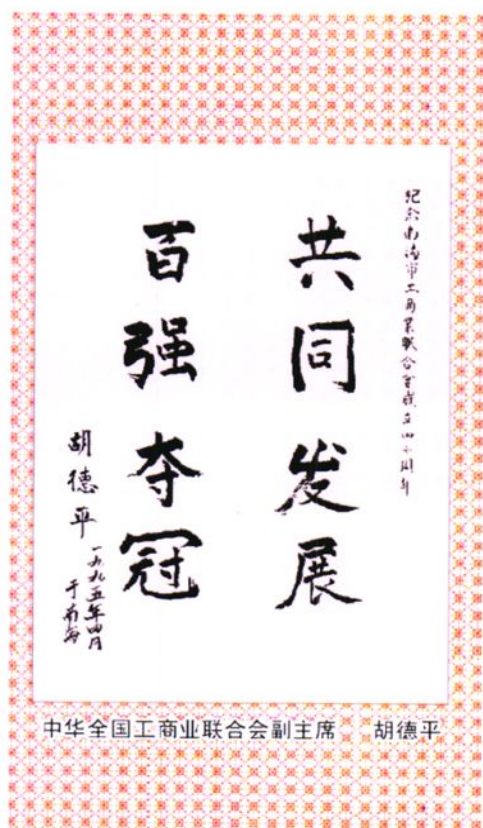 纪念南海市工商业联合会成立四十周年
共同发展
百强夺冠
胡德平
一九九五年四月
于南海
中华全国工商业联合会副主席 胡德平